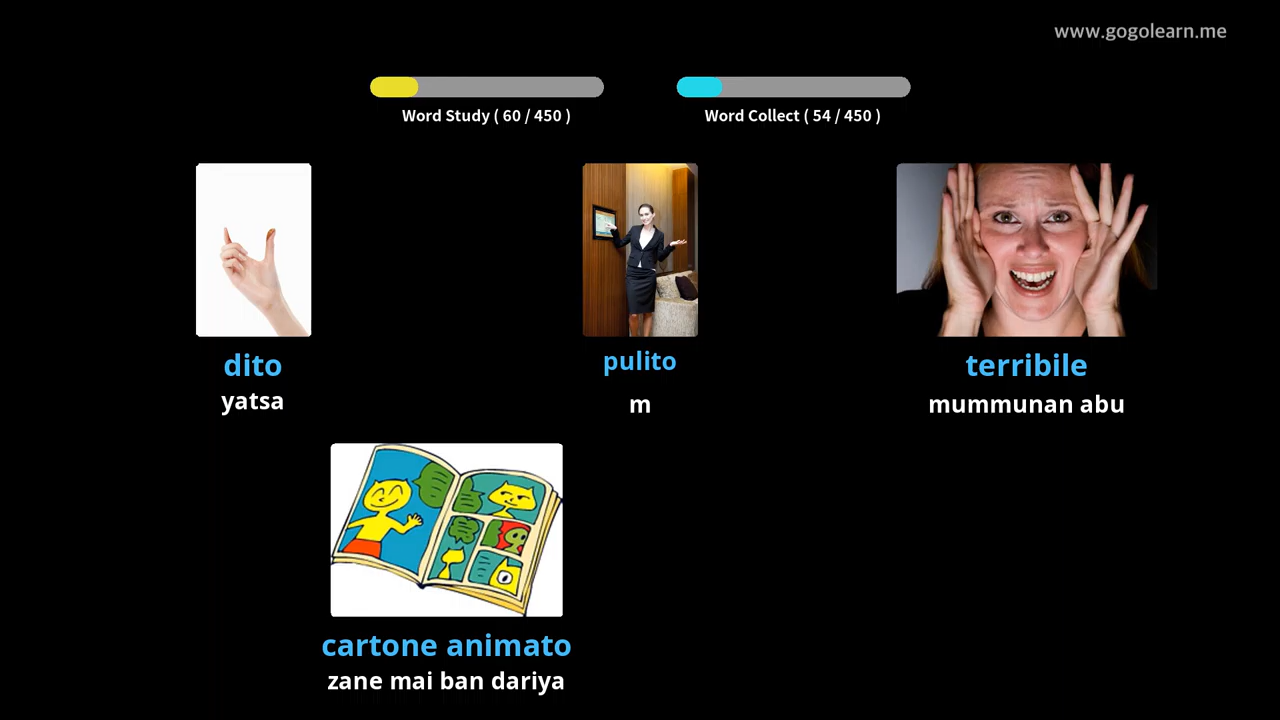 www.gogolearn.me
Word Study ( 60 / 450 )
Word Collect ( 54 / 450 )
dito
yatsa
pulito
m
terribile
mummunan abu
cartone animato
zane mai ban dariya